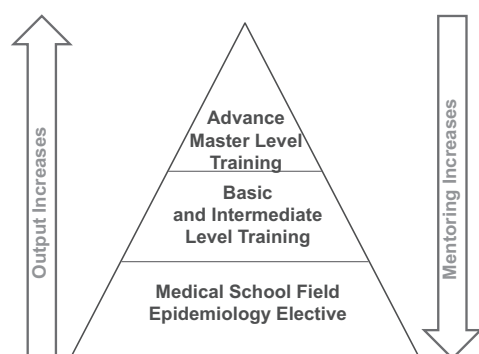 Output Increases
Advance
Master Level
Training
Basic
and Intermediate
Level Training
Medical School Field
Epidemiology Elective
Mentoring Increases